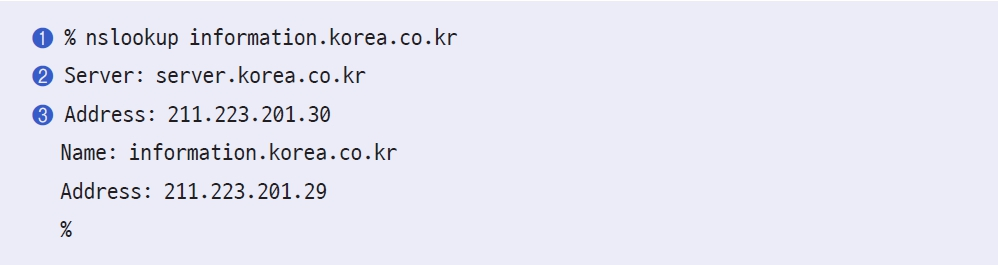 ❶ % nslookup information.korea.co.kr
❷ Server: server.korea.co.kr
❸ Address: 211.223.201.30
Name: information.korea.co.kr
Address: 211.223.201.29
%